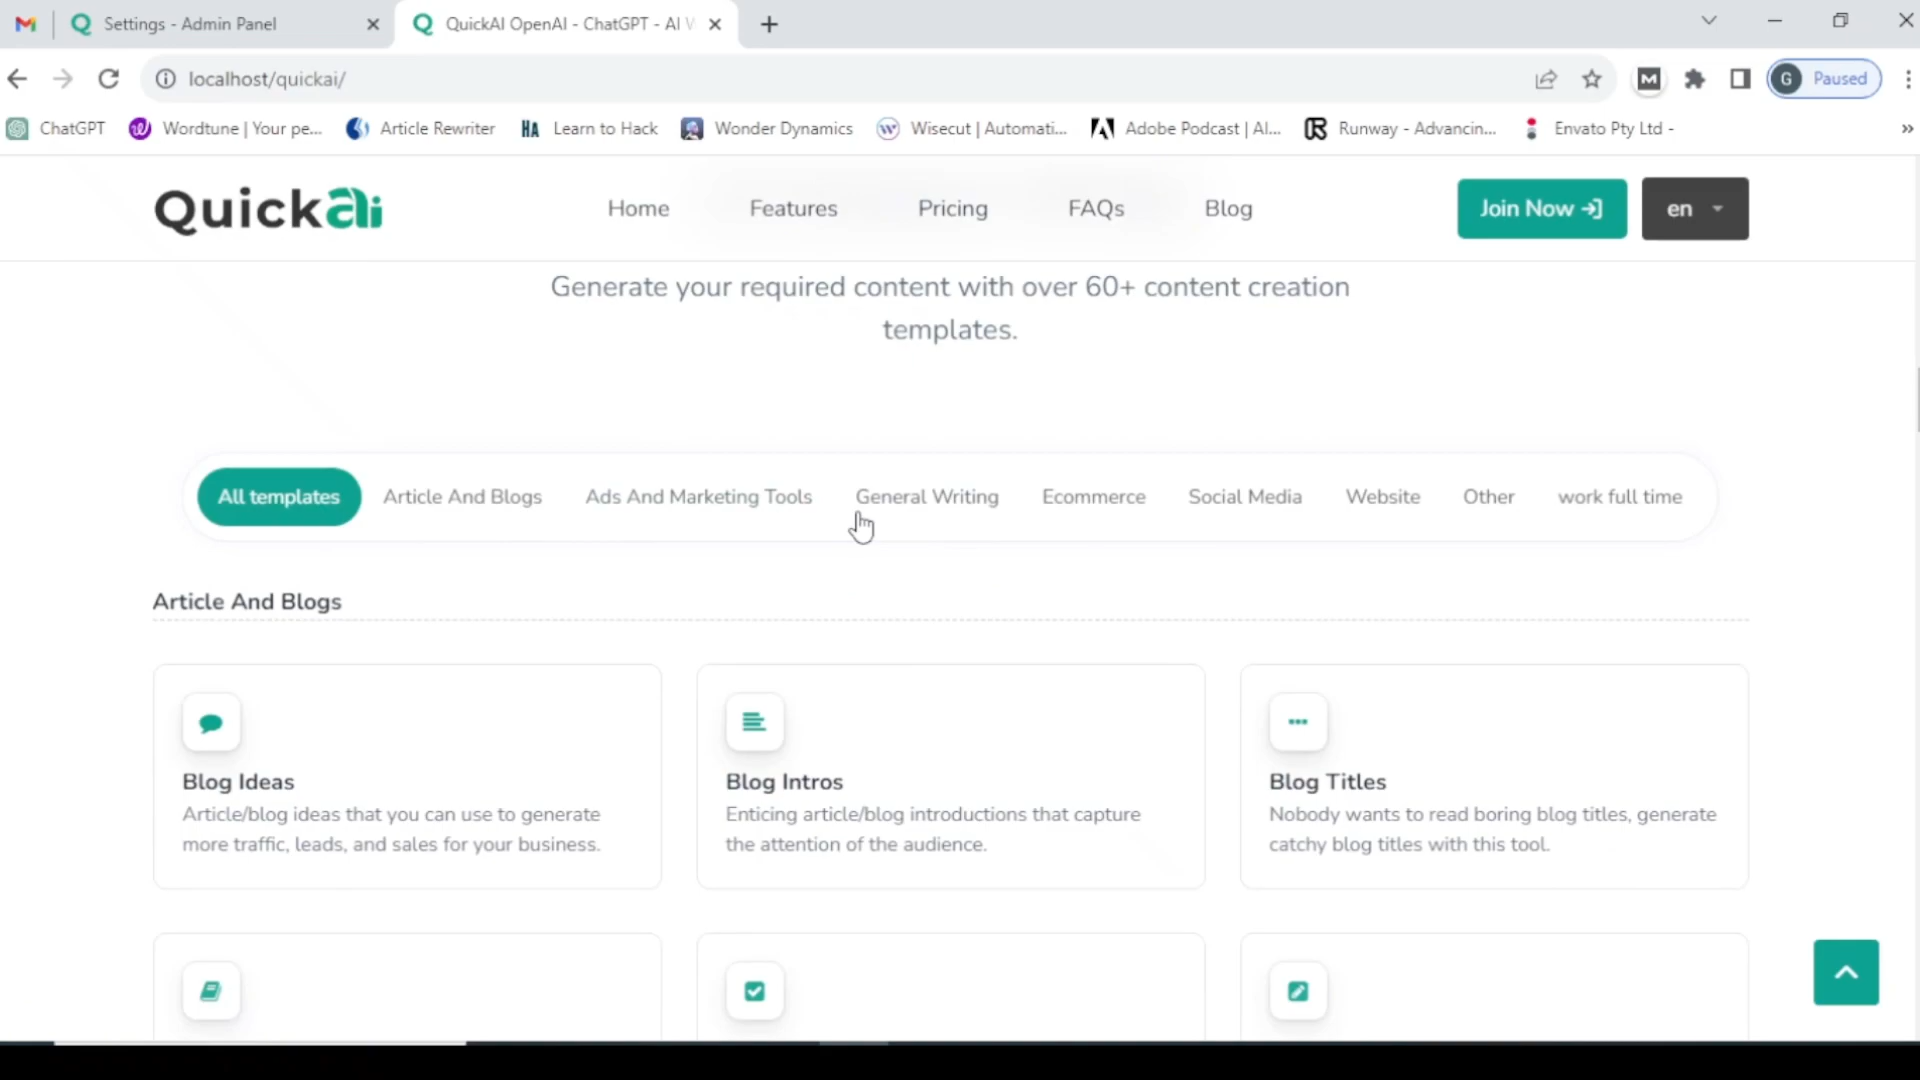 Settings - Admin Panel
QuickAI OpenAI - ChatGPT - AI
localhost/quickai/
G Paused
ChatGPT
Wordtune | Your pe...
Article Rewriter
HA Learn to Hack
Wonder Dynamics
Wisecut | Automati...
Adobe Podcast | AI...
Runway - Advancin...
Envato Pty Ltd -
Quickai
Home
Features
Pricing
FAQs
Blog
Join Now
en
Generate your required content with over 60+ content creation
templates.
All templates
Article And Blogs
Ads And Marketing Tools
General Writing
Ecommerce
Social Media
Website
Other
work full time
Article And Blogs
Blog Ideas
Article/blog ideas that you can use to generate
more traffic, leads, and sales for your business.
Blog Intros
Enticing article/blog introductions that capture
the attention of the audience.
Blog Titles
Nobody wants to read boring blog titles, generate
catchy blog titles with this tool.